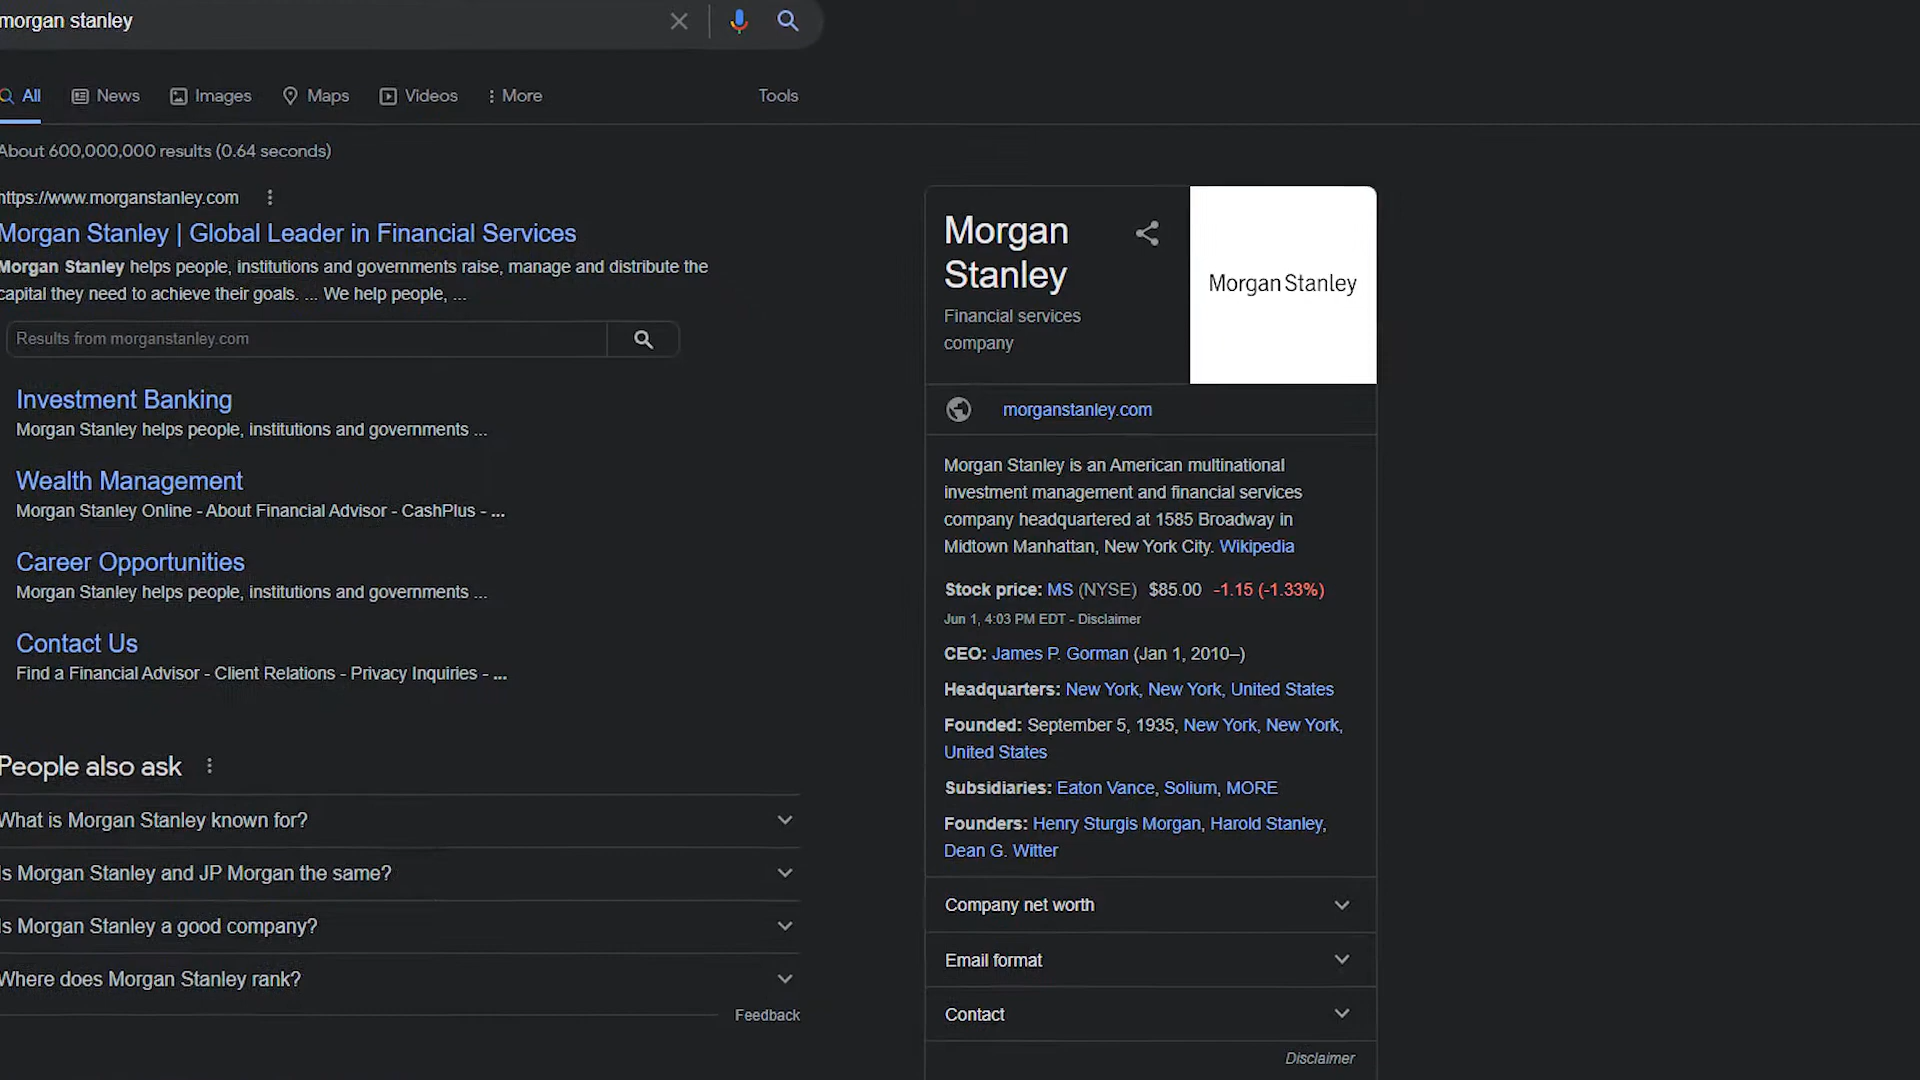 morgan stanley
All
News
Images
Maps
Videos
More
Tools
About 600,000,000 results (0.64 seconds)
https://www.morganstanley.com
Morgan Stanley | Global Leader in Financial Services
Morgan Stanley helps people, institutions and governments raise, manage and distribute the
capital they need to achieve their goals. ... We help people, ...
Results from morganstanley.com
Investment Banking
Morgan Stanley helps people, institutions and governments ...
Wealth Management
Morgan Stanley Online - About Financial Advisor - CashPlus - ...
Career Opportunities
Morgan Stanley helps people, institutions and governments ...
Contact Us
Find a Financial Advisor - Client Relations - Privacy Inquiries - ...
People also ask
What is Morgan Stanley known for?
Is Morgan Stanley and JP Morgan the same?
Is Morgan Stanley a good company?
Where does Morgan Stanley rank?
Feedback
Morgan
Stanley
Financial services
company
Morgan Stanley
morganstanley.com
Morgan Stanley is an American multinational
investment management and financial services
company headquartered at 1585 Broadway in
Midtown Manhattan, New York City. Wikipedia
Stock price: MS (NYSE) $85.00 -1.15 (-1.33%)
Jun 1, 4:03 PM EDT - Disclaimer
CEO: James P. Gorman (Jan 1, 2010–)
Headquarters: New York, New York, United States
Founded: September 5, 1935, New York, New York,
United States
Subsidiaries: Eaton Vance, Solium, MORE
Founders: Henry Sturgis Morgan, Harold Stanley,
Dean G. Witter
Company net worth
Email format
Contact
Disclaimer